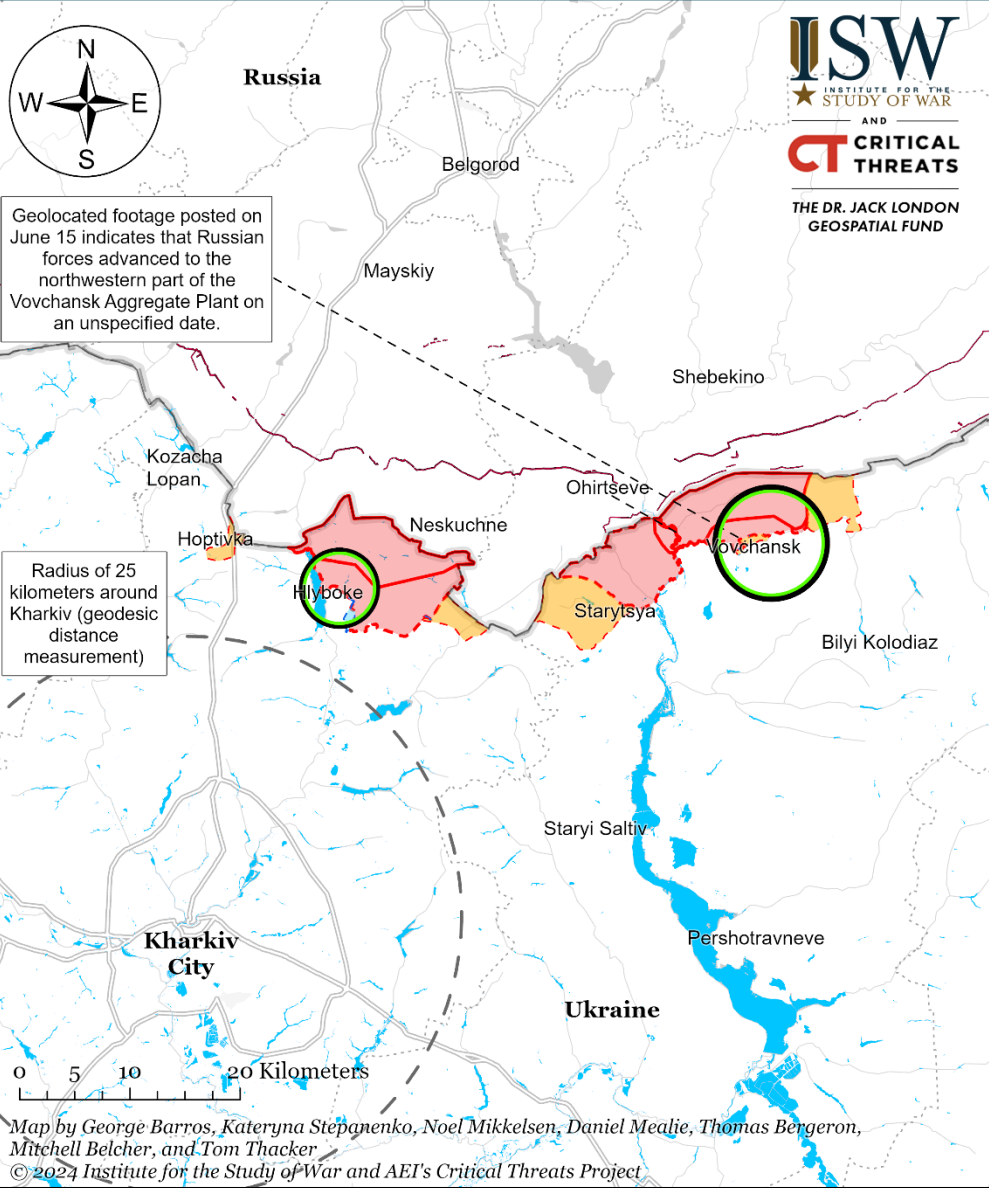 N
W
E
S
Russia
ISW
INSTITUTE FOR THE
STUDY OF WAR
AND
CT CRITICAL
THREATS
THE DR. JACK LONDON
GEOSPATIAL FUND
Belgorod
Geolocated footage posted on
June 15 indicates that Russian
forces advanced to the
northwestern part of the
Vovchansk Aggregate Plant on
an unspecified date.
Mayskiy
Shebekino
Kozacha
Lopan
Ohirtseve
Neskuchne
Hoptivka
Vovchansk
Radius of 25
kilometers around
Kharkiv (geodesic
distance
measurement)
Hlyboke
Starytsya
Bilyi Kolodiaz
Staryi Saltiv
Pershotravneve
Kharkiv
City
Ukraine
0 5 10 20 Kilometers
Map by George Barros, Kateryna Stepanenko, Noel Mikkelsen, Daniel Mealie, Thomas Bergeron,
Mitchell Belcher, and Tom Thacker
© 2024 Institute for the Study of War and AEI's Critical Threats Project